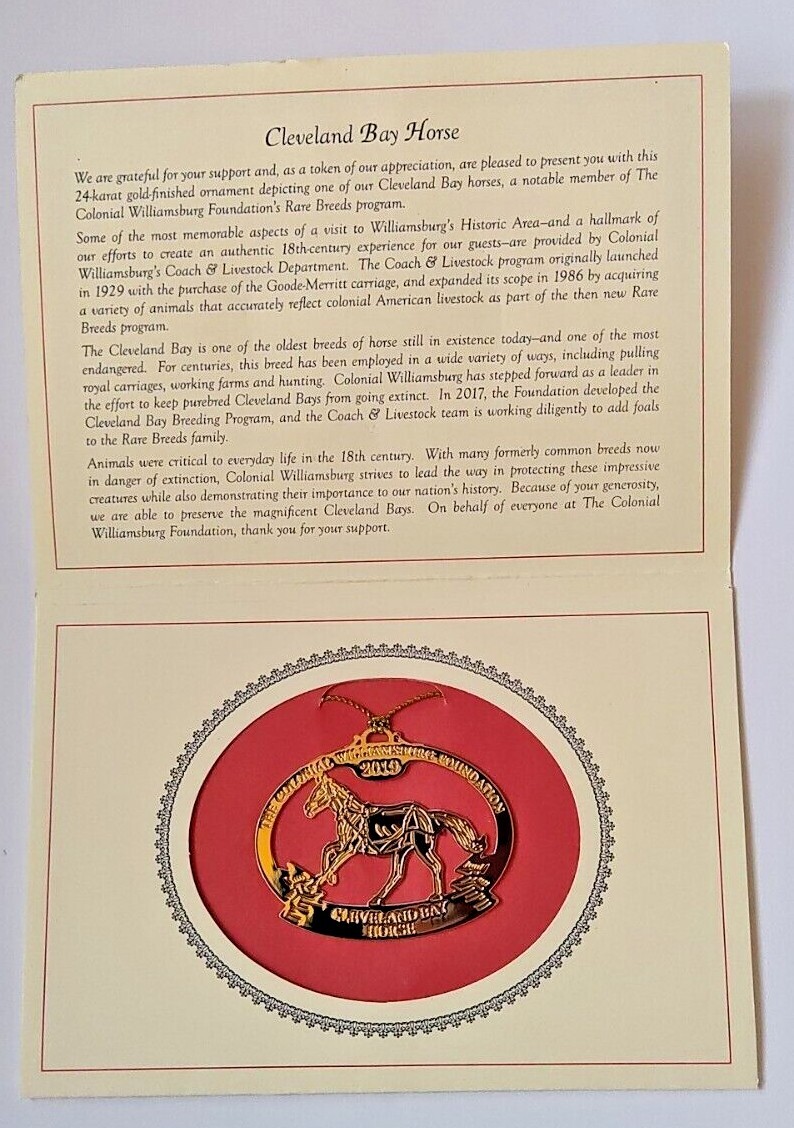 Cleveland Bay Horse
We are grateful for your support and, as a token of our appreciation, are pleased to present you with this
24-karat gold-finished ornament depicting one of our Cleveland Bay horses, a notable member of The
Colonial Williamsburg Foundation's Rare Breeds program.
Some of the most memorable aspects of a visit to Williamsburg's Historic Area—and a hallmark of
our efforts to create an authentic 18th-century experience for our guests—are provided by Colonial
Williamsburg's Coach & Livestock Department. The Coach & Livestock program originally launched
in 1929 with the purchase of the Goode-Merritt carriage, and expanded its scope in 1986 by acquiring
a variety of animals that accurately reflect colonial American livestock as part of the then new Rare
Breeds program.
The Cleveland Bay is one of the oldest breeds of horse still in existence today—and one of the most
endangered. For centuries, this breed has been employed in a wide variety of ways, including pulling
royal carriages, working farms and hunting. Colonial Williamsburg has stepped forward as a leader in
the effort to keep purebred Cleveland Bays from going extinct. In 2017, the Foundation developed the
Cleveland Bay Breeding Program, and the Coach & Livestock team is working diligently to add foals
to the Rare Breeds family.
Animals were critical to everyday life in the 18th century. With many formerly common breeds now
in danger of extinction, Colonial Williamsburg strives to lead the way in protecting these impressive
creatures while also demonstrating their importance to our nation's history. Because of your generosity,
we are able to preserve the magnificent Cleveland Bays. On behalf of everyone at The Colonial
Williamsburg Foundation, thank you for your support.
THE COLONIAL WILLIAMSBURG FOUNDATION
2019
CLEVELAND BAY
HORSE